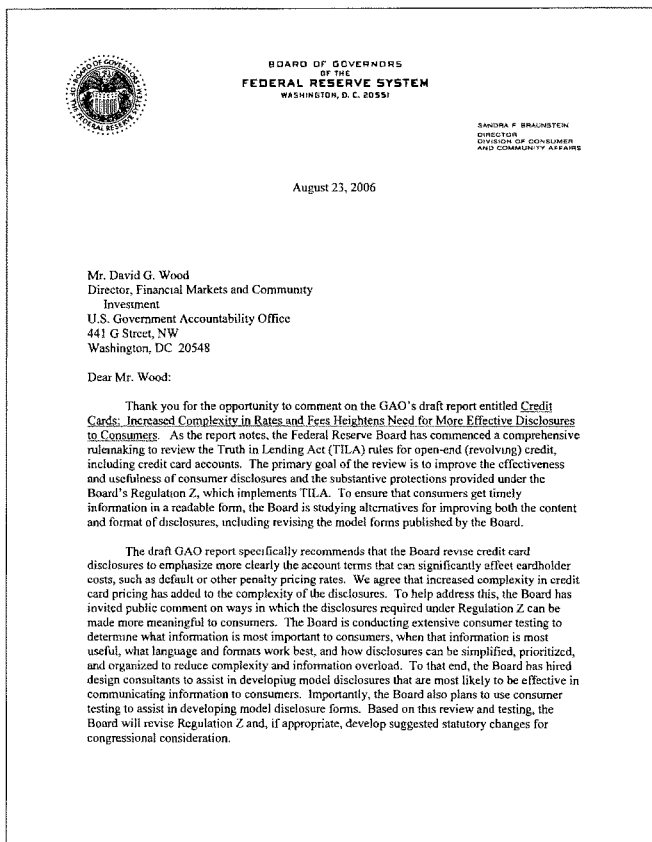 BOARD OF GOVERNORS
OF THE
FEDERAL RESERVE SYSTEM
WASHINGTON, D. C. 20551
BOARD OF GOVERNORS
FEDERAL RESERVE
SANDRA F. BRAUNSTEIN
DIRECTOR
DIVISION OF CONSUMER
AND COMMUNITY AFFAIRS
August 23, 2006
Mr. David G. Wood
Director, Financial Markets and Community
Investment
U.S. Government Accountability Office
441 G Street, NW
Washington, DC 20548
Dear Mr. Wood:
Thank you for the opportunity to comment on the GAO's draft report entitled Credit
Cards: Increased Complexity in Rates and Fees Heightens Need for More Effective Disclosures
to Consumers. As the report notes, the Federal Reserve Board has commenced a comprehensive
rulemaking to review the Truth in Lending Act (TILA) rules for open-end (revolving) credit,
including credit card accounts. The primary goal of the review is to improve the effectiveness
and usefulness of consumer disclosures and the substantive protections provided under the
Board's Regulation Z, which implements TILA. To ensure that consumers get timely
information in a readable form, the Board is studying alternatives for improving both the content
and format of disclosures, including revising the model forms published by the Board.
The draft GAO report specifically recommends that the Board revise credit card
disclosures to emphasize more clearly the account terms that can significantly affect cardholder
costs, such as default or other penalty pricing rates. We agree that increased complexity in credit
card pricing has added to the complexity of the disclosures. To help address this, the Board has
invited public comment on ways in which the disclosures required under Regulation Z can be
made more meaningful to consumers. The Board is conducting extensive consumer testing to
determine what information is most important to consumers, when that information is most
useful, what language and formats work best, and how disclosures can be simplified, prioritized,
and organized to reduce complexity and information overload. To that end, the Board has hired
design consultants to assist in developing model disclosures that are most likely to be effective in
communicating information to consumers. Importantly, the Board also plans to use consumer
testing to assist in developing model disclosure forms. Based on this review and testing, the
Board will revise Regulation Z and, if appropriate, develop suggested statutory changes for
congressional consideration.